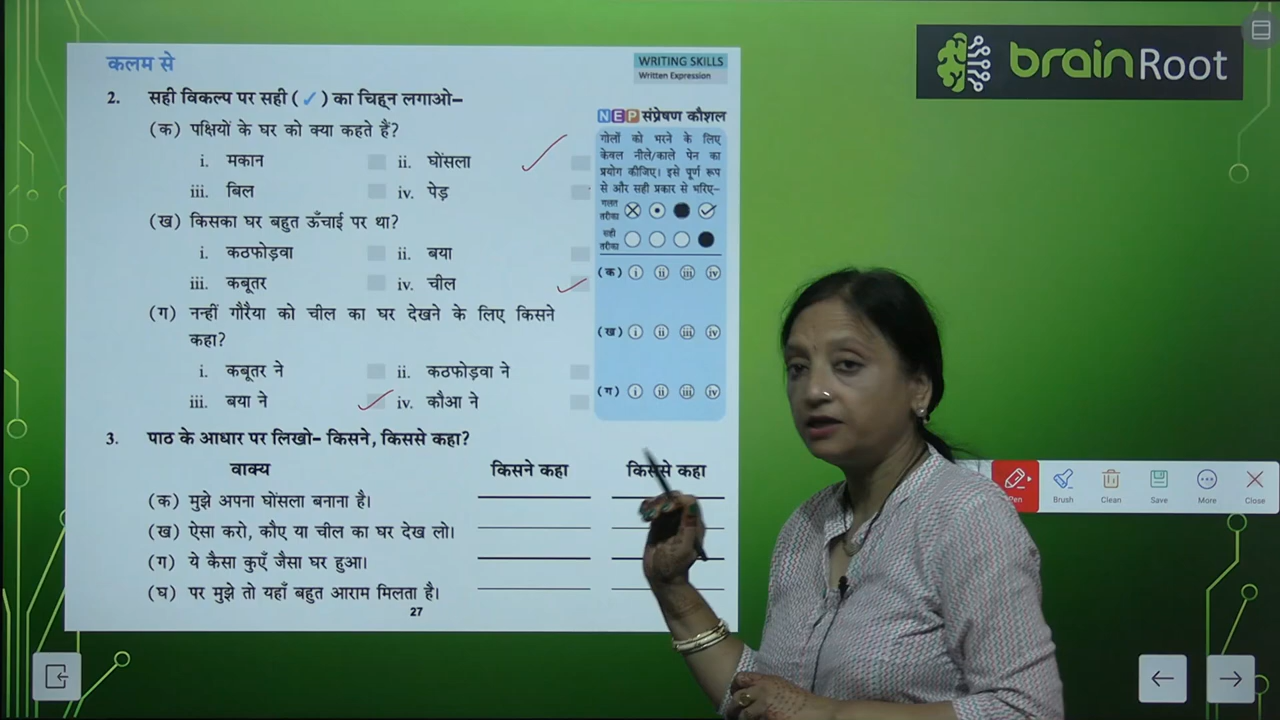 brainRoot
कलम से
WRITING SKILLS
Written Expression
2. सही विकल्प पर सही (✓) का चिह्न लगाओ–
(क) पक्षियों के घर को क्या कहते हैं?
i. मकान ii. घोंसला
iii. बिल iv. पेड़
(ख) किसका घर बहुत ऊँचाई पर था?
i. कठफोड़वा ii. बया
iii. कबूतर iv. चील
(ग) नन्हीं गौरैया को चील का घर देखने के लिए किसने
कहा?
i. कबूतर ने ii. कठफोड़वा ने
iii. बया ने iv. कौआ ने
NEP संप्रेषण कौशल
गोलों को भरने के लिए
केवल नीले/काले पेन का
प्रयोग कीजिए। इसे पूर्ण रूप
से और सही प्रकार से भरिए–
गलत
तरीका
सही
तरीका
(क) i ii iii iv
(ख) i ii iii iv
(ग) i ii iii iv
3. पाठ के आधार पर लिखो– किसने, किससे कहा?
वाक्य किसने कहा किससे कहा
(क) मुझे अपना घोंसला बनाना है।
(ख) ऐसा करो, कौए या चील का घर देख लो।
(ग) ये कैसा कुएँ जैसा घर हुआ।
(घ) पर मुझे तो यहाँ बहुत आराम मिलता है।
27
Pen Brush Clean Save More Close